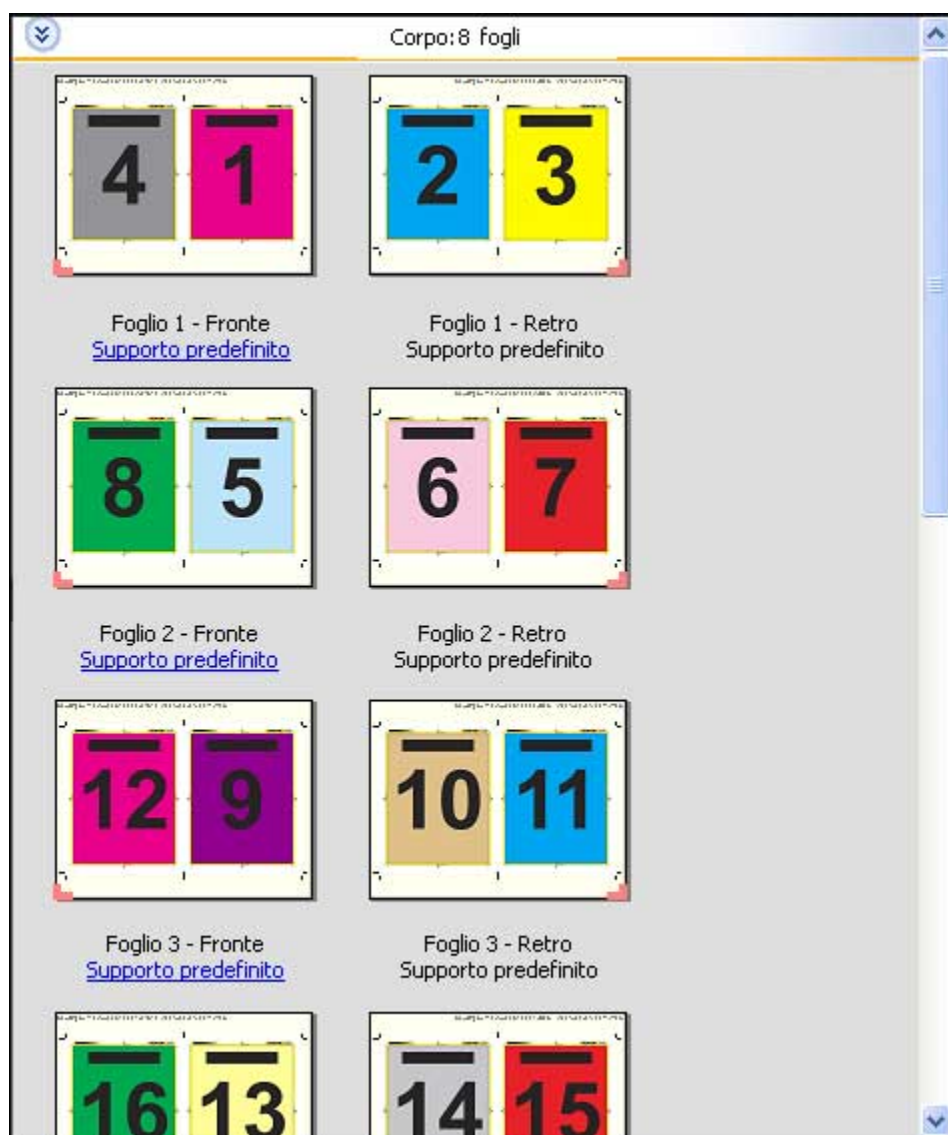 Corpo:8 fogli
4 1 2 3
Foglio 1 - Fronte Foglio 1 - Retro
Supporto predefinito Supporto predefinito
8 5 6 7
Foglio 2 - Fronte Foglio 2 - Retro
Supporto predefinito Supporto predefinito
12 9 10 11
Foglio 3 - Fronte Foglio 3 - Retro
Supporto predefinito Supporto predefinito
16 13 14 15